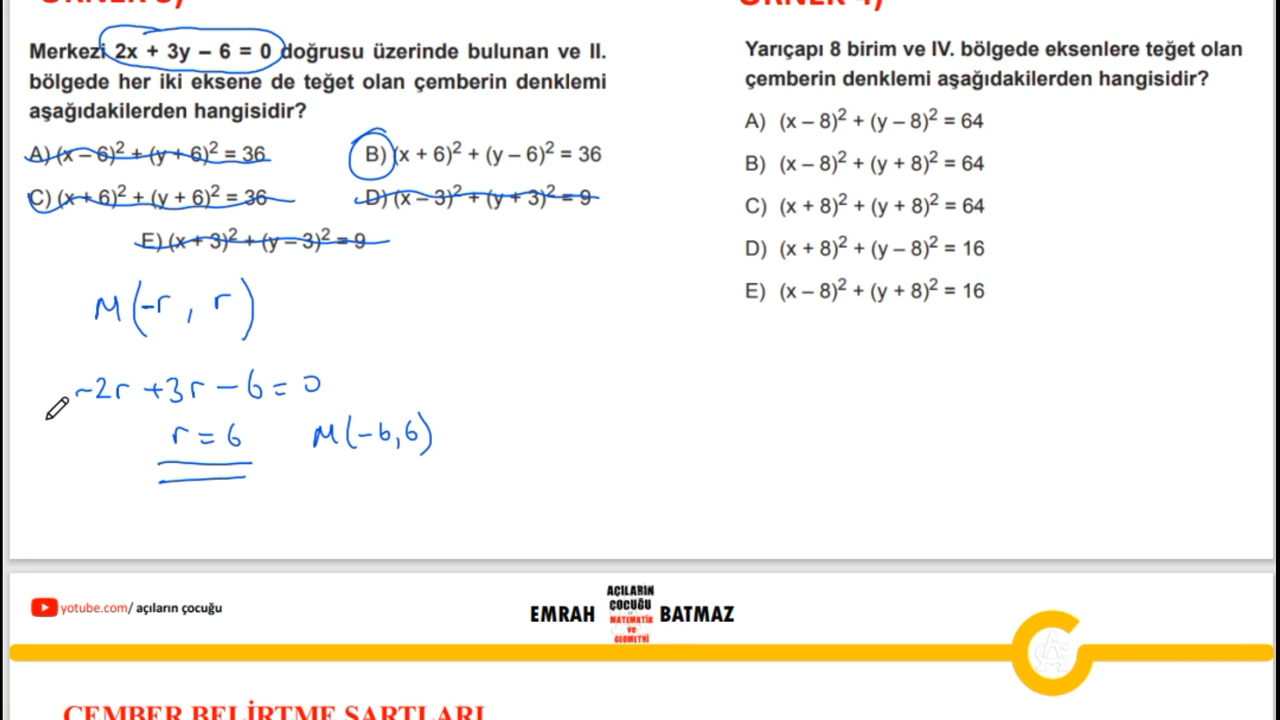 Merkezi 2x + 3y – 6 = 0 doğrusu üzerinde bulunan ve II.
bölgede her iki eksene de teğet olan çemberin denklemi
aşağıdakilerden hangisidir?
A) (x – 6)² + (y + 6)² = 36
B) (x + 6)² + (y – 6)² = 36
C) (x + 6)² + (y + 6)² = 36
D) (x – 3)² + (y + 3)² = 9
E) (x + 3)² + (y – 3)² = 9
M(-r, r)
-2r + 3r - 6 = 0
r = 6
M(-6,6)
ÖRNEK 4)
Yarıçapı 8 birim ve IV. bölgede eksenlere teğet olan
çemberin denklemi aşağıdakilerden hangisidir?
A) (x – 8)² + (y – 8)² = 64
B) (x – 8)² + (y + 8)² = 64
C) (x + 8)² + (y + 8)² = 64
D) (x + 8)² + (y – 8)² = 16
E) (x – 8)² + (y + 8)² = 16
yotube.com/ açıların çocuğu
EMRAH
AÇILARIN
ÇOCUĞU
MATEMATİK
ve
GEOMETRİ
BATMAZ
ÇEMBER BELİRTME ŞARTLARI